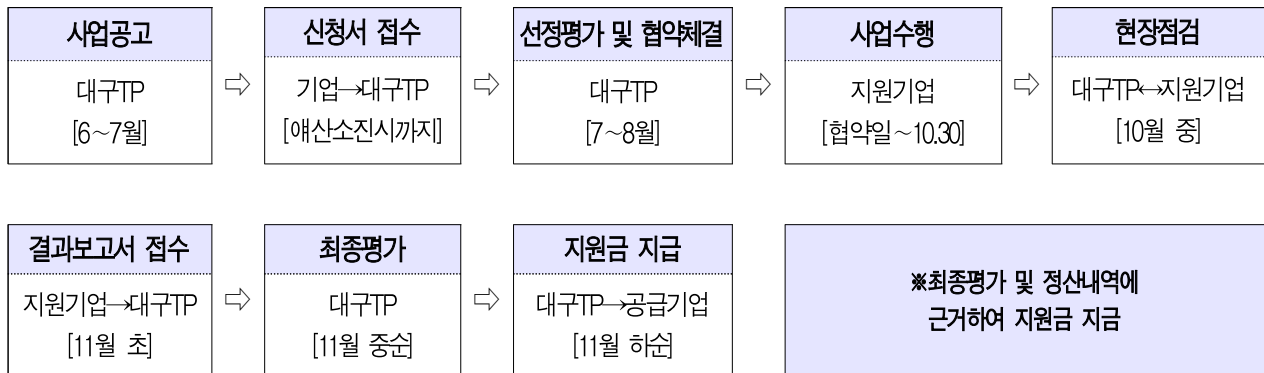 사업공고
대구TP
[6~7월]
⇨
신청서 접수
기업→대구TP
[얘산소진시까지]
⇨
선정평가 및 협약체결
대구TP
[7~8월]
⇨
사업수행
지원기업
[협약일~10.30]
⇨
현장점검
대구TP↔지원기업
[10월 중]
결과보고서 접수
지원기업→대구TP
[11월 초]
⇨
최종평가
대구TP
[11월 중순]
⇨
지원금 지급
대구TP→공급기업
[11월 하순]
※최종평가 및 정산내역에
근거하여 지원금 지금